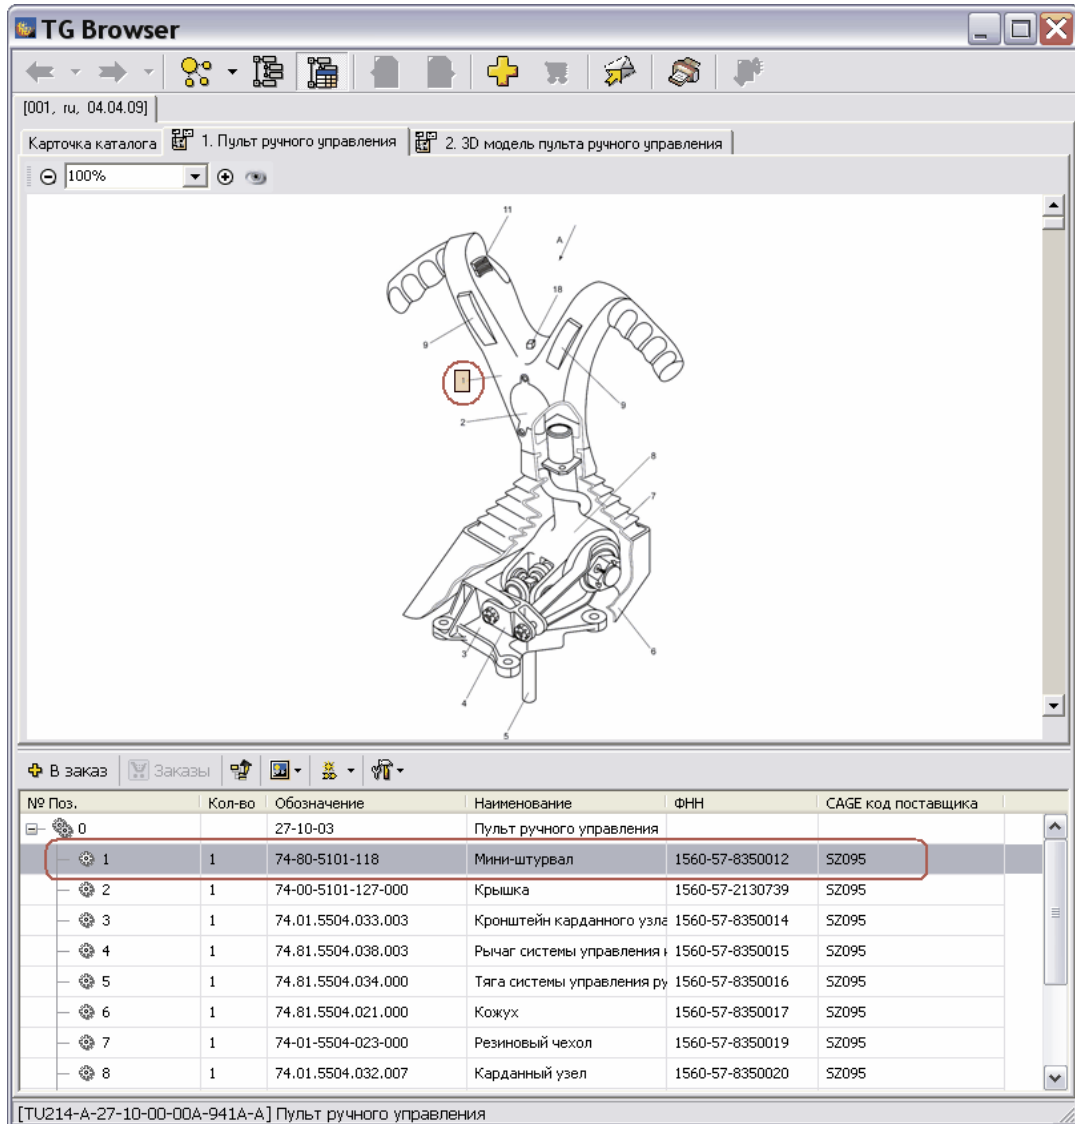 TG Browser
[001, ru, 04.04.09]
Карточка каталога 1. Пульт ручного управления 2. 3D модель пульта ручного управления
100%
11
A
18
9
1
9
2
8
7
3
6
4
5
В заказ Заказы
№ Поз. Кол-во Обозначение Наименование ФНН CAGE код поставщика
0 27-10-03 Пульт ручного управления
1 1 74-80-5101-118 Мини-штурвал 1560-57-8350012 SZ095
2 1 74-00-5101-127-000 Крышка 1560-57-2130739 SZ095
3 1 74.01.5504.033.003 Кронштейн карданного узла 1560-57-8350014 SZ095
4 1 74.81.5504.038.003 Рычаг системы управления 1560-57-8350015 SZ095
5 1 74.81.5504.034.000 Тяга системы управления ру 1560-57-8350016 SZ095
6 1 74.81.5504.021.000 Кожух 1560-57-8350017 SZ095
7 1 74-01-5504-023-000 Резиновый чехол 1560-57-8350019 SZ095
8 1 74.01.5504.032.007 Карданный узел 1560-57-8350020 SZ095
[TU214-A-27-10-00-00A-941A-A] Пульт ручного управления